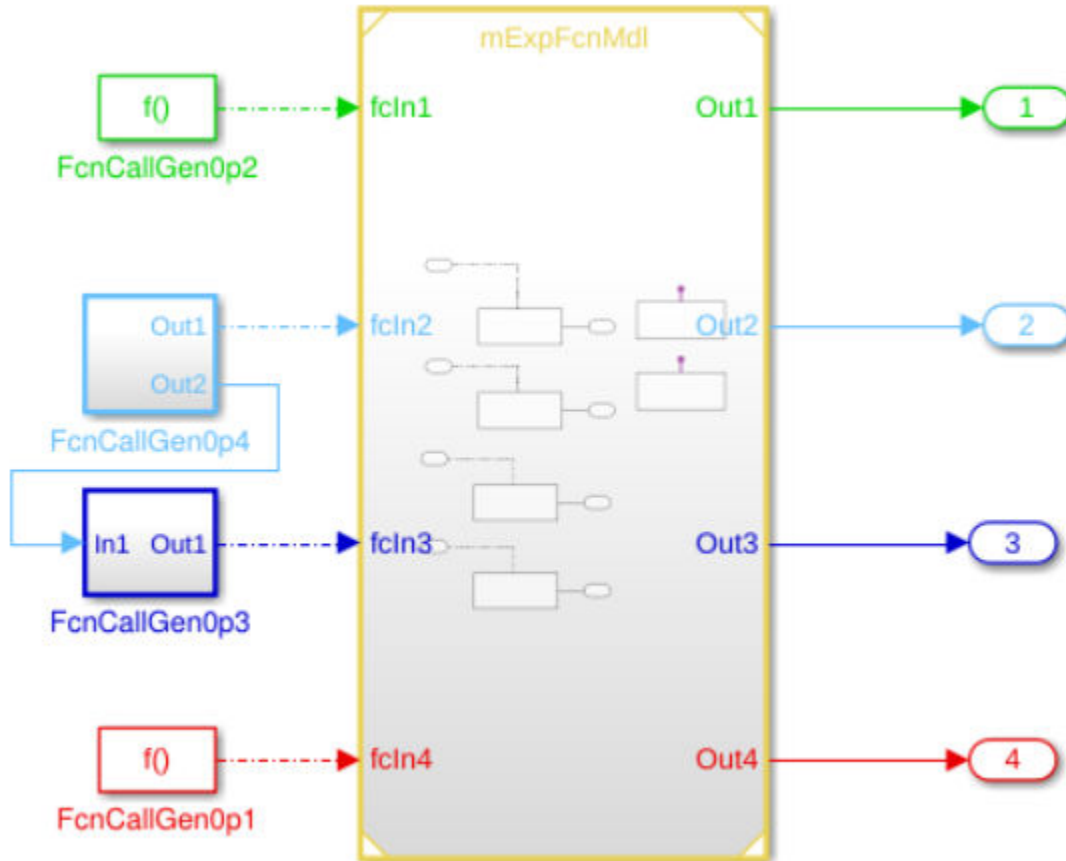 mExpFcnMdl
f()
fcIn1
Out1
1
FcnCallGen0p2
Out1
fcIn2
Out2
2
Out2
FcnCallGen0p4
In1
Out1
fcIn3
Out3
3
FcnCallGen0p3
f()
fcIn4
Out4
4
FcnCallGen0p1